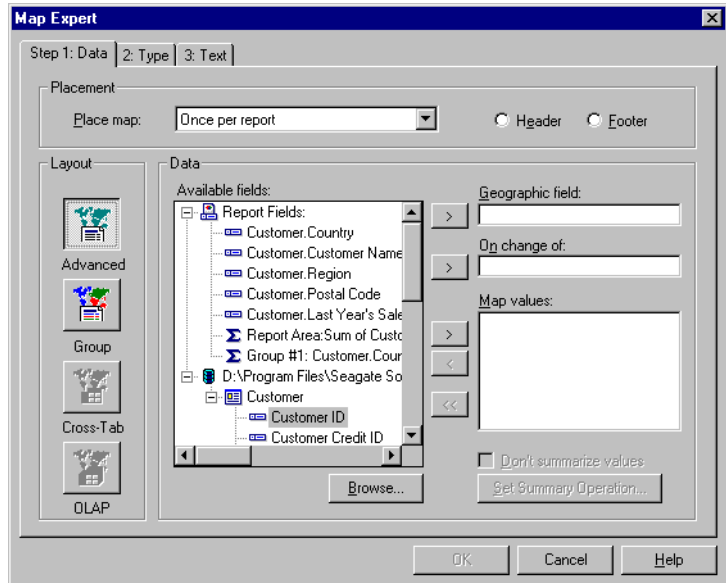 Map Expert
Step 1: Data
2: Type
3: Text
Placement
Place map:
Once per report
Header
Footer
Layout
Advanced
Group
Cross-Tab
OLAP
Data
Available fields:
Report Fields:
Customer.Country
Customer.Customer Name
Customer.Region
Customer.Postal Code
Customer.Last Year's Sale
Report Area:Sum of Custo
Group #1: Customer.Cour
D:\Program Files\Seagate So
Customer
Customer ID
Customer Credit ID
Browse...
>
Geographic field:
>
On change of:
Map values:
>
<
<<
Don't summarize values
Set Summary Operation...
OK
Cancel
Help